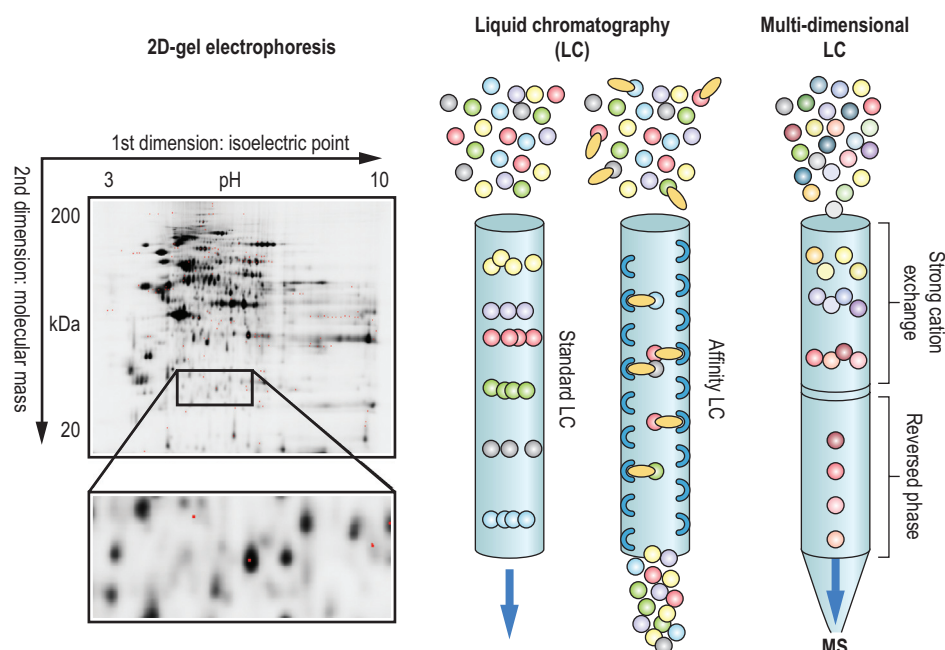 2D-gel electrophoresis
1st dimension: isoelectric point
3
pH
10
2nd dimension: molecular mass
200
kDa
20
Liquid chromatography
(LC)
Standard LC
Affinity LC
Multi-dimensional
LC
Strong cation
exchange
Reversed phase
MS